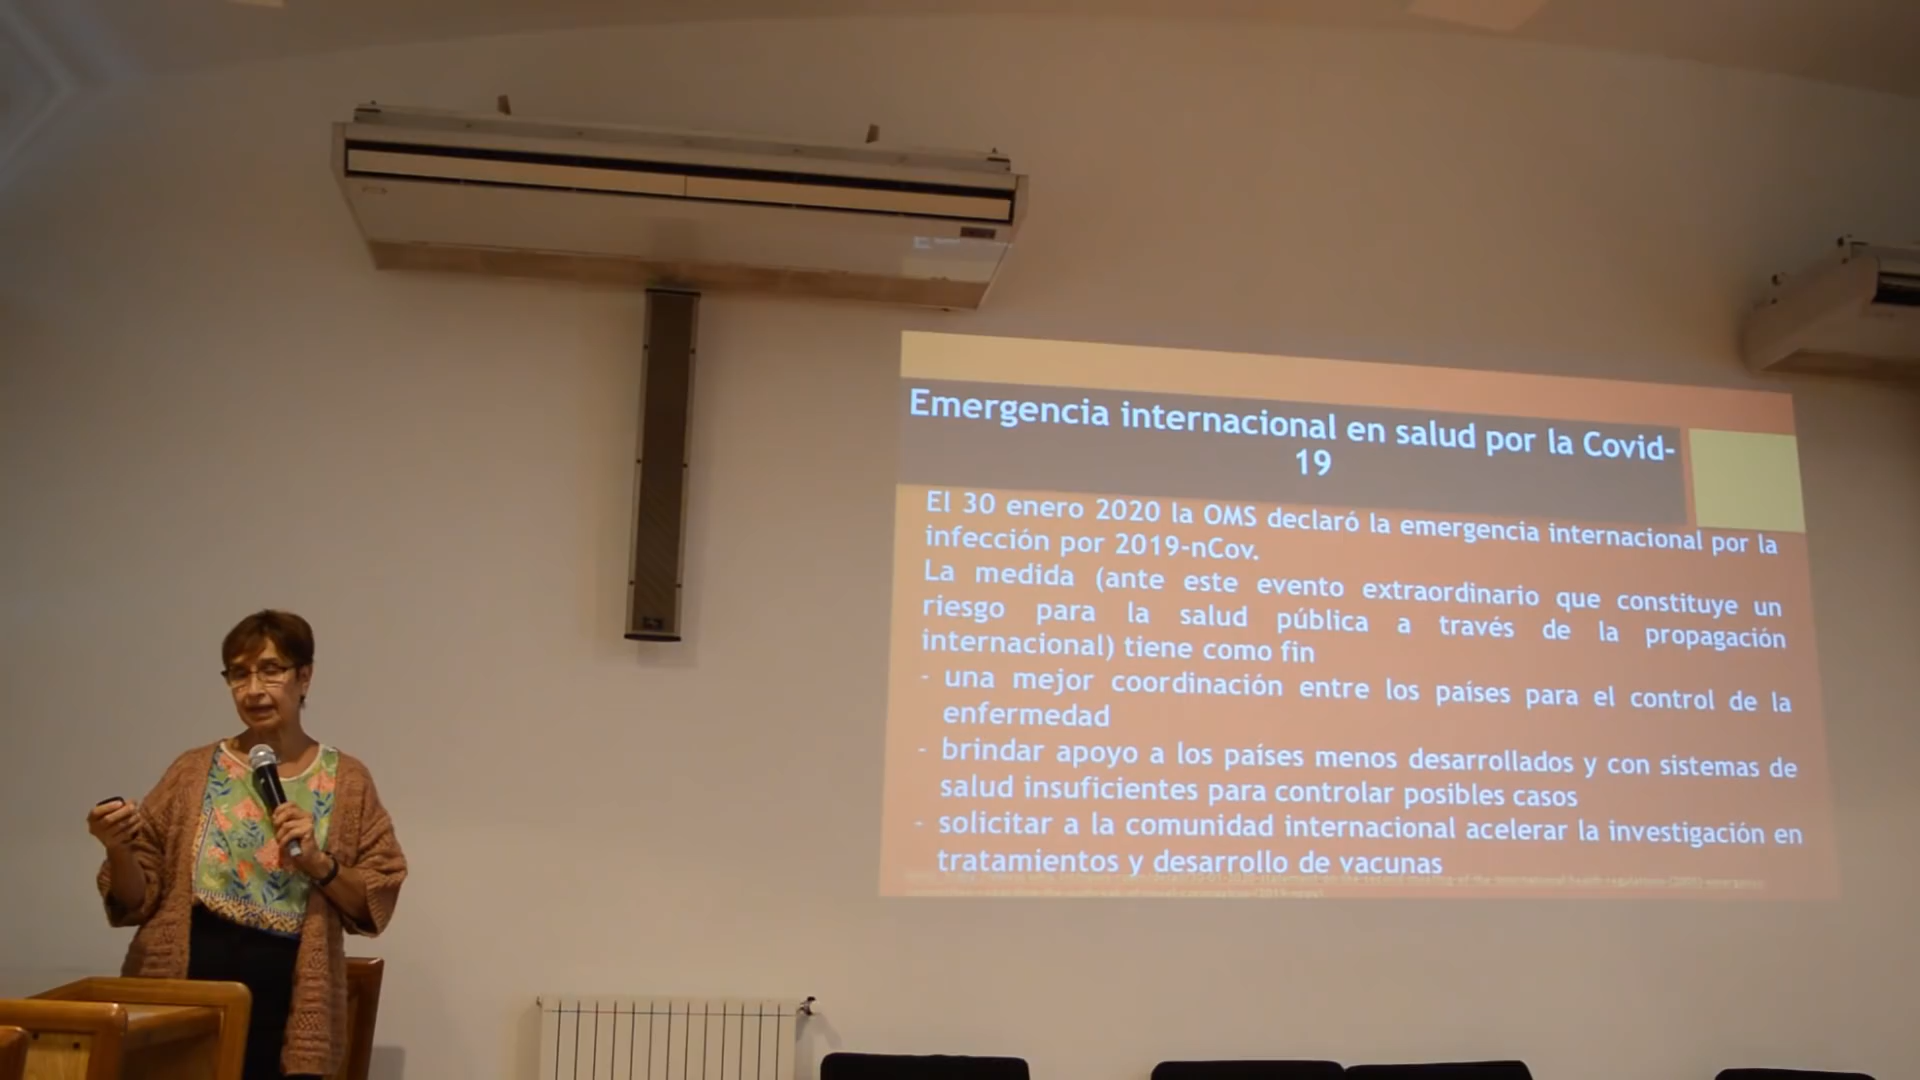 Emergencia internacional en salud por la Covid-
19
El 30 enero 2020 la OMS declaró la emergencia internacional por la
infección por 2019-nCov.
La medida (ante este evento extraordinario que constituye un
riesgo para la salud pública a través de la propagación
internacional) tiene como fin
- una mejor coordinación entre los países para el control de la
enfermedad
- brindar apoyo a los países menos desarrollados y con sistemas de
salud insuficientes para controlar posibles casos
- solicitar a la comunidad internacional acelerar la investigación en
tratamientos y desarrollo de vacunas